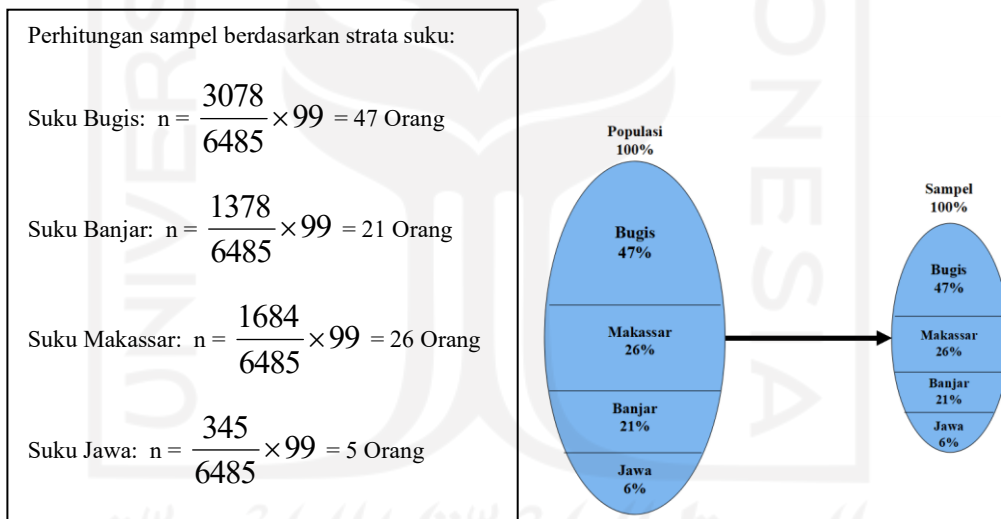 Perhitungan sampel berdasarkan strata suku:
Suku Bugis: n = 3078/6485 × 99 = 47 Orang
Suku Banjar: n = 1378/6485 × 99 = 21 Orang
Suku Makassar: n = 1684/6485 × 99 = 26 Orang
Suku Jawa: n = 345/6485 × 99 = 5 Orang
Populasi
100%
Bugis
47%
Makassar
26%
Banjar
21%
Jawa
6%
Sampel
100%
Bugis
47%
Makassar
26%
Banjar
21%
Jawa
6%
UNIVERS
ONESIA